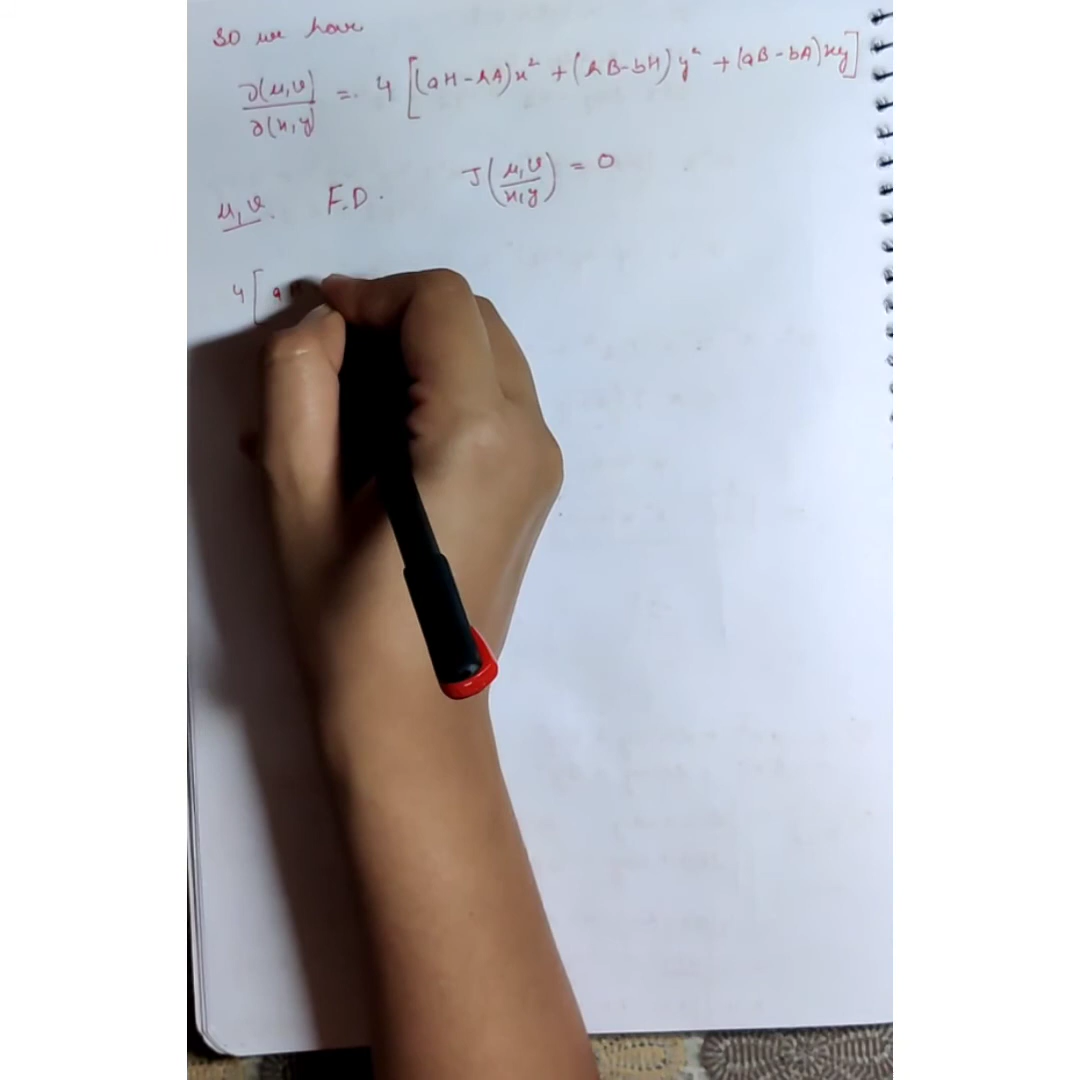 so we have
∂(u,v)/∂(x,y) = 4 [(aH-hA)x² + (hB-bH)y² + (aB-bA)xy]
u,v. F.D. J(u,v/x,y) = 0
4[a